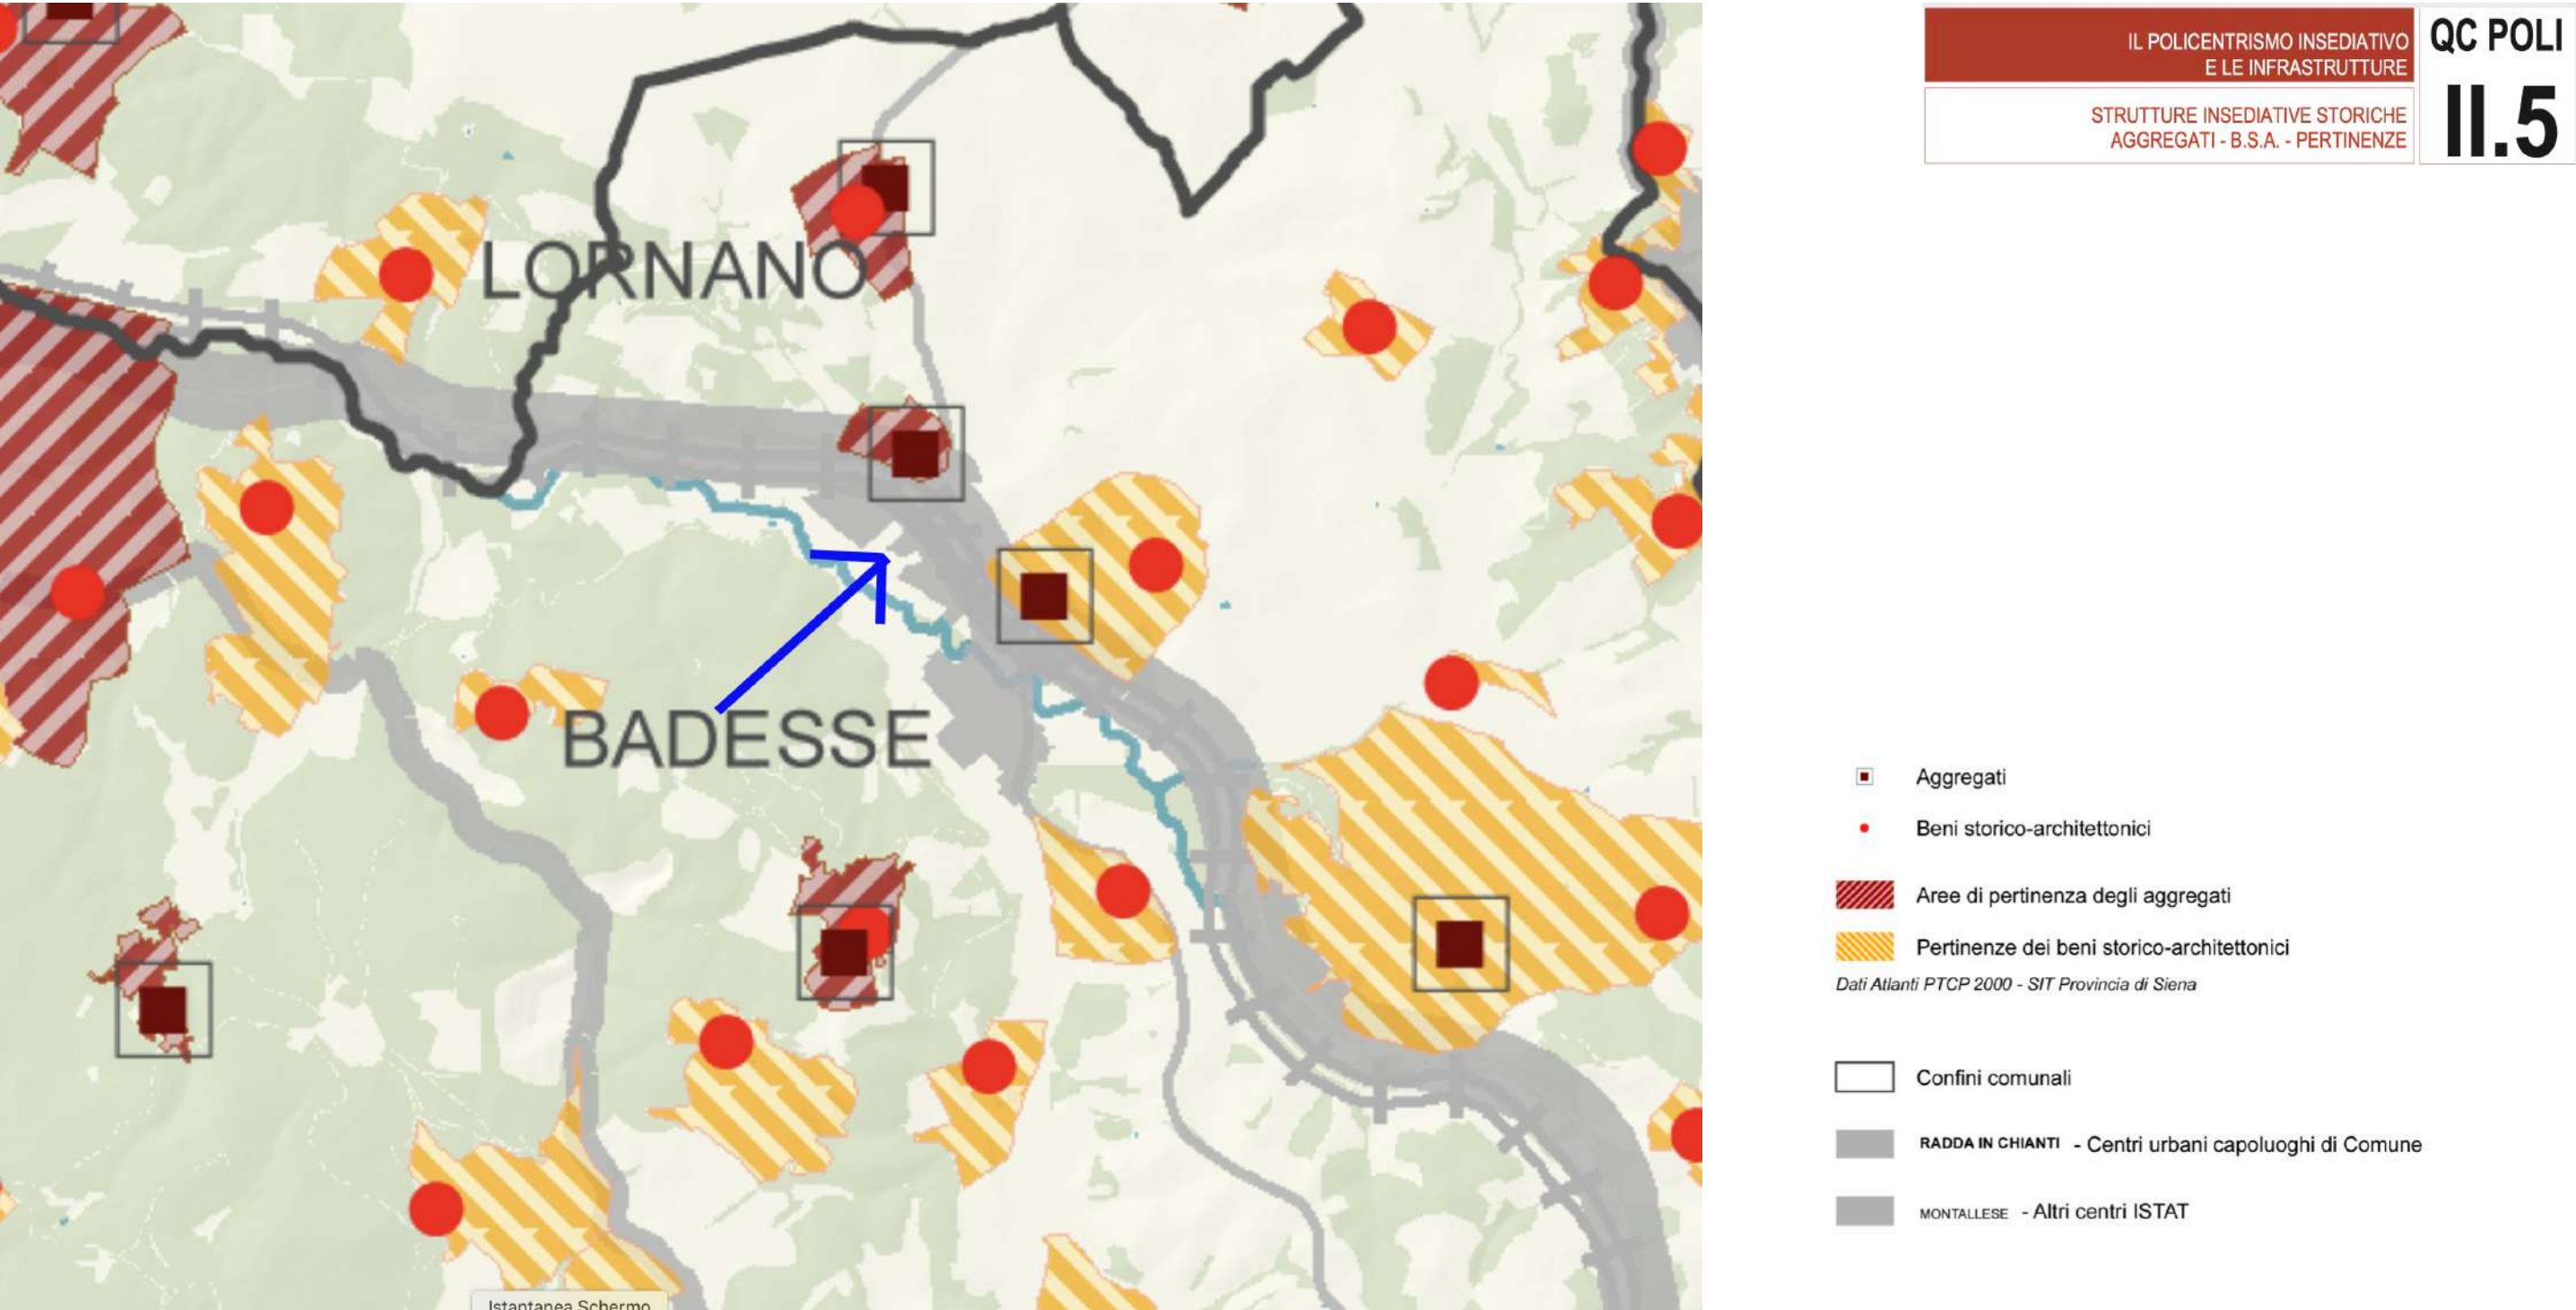 LORNANO
BADESSE
Istantanea Schermo
IL POLICENTRISMO INSEDIATIVO
E LE INFRASTRUTTURE
STRUTTURE INSEDIATIVE STORICHE
AGGREGATI - B.S.A. - PERTINENZE
QC POLI
II.5
Aggregati
Beni storico-architettonici
Aree di pertinenza degli aggregati
Pertinenze dei beni storico-architettonici
Dati Atlanti PTCP 2000 - SIT Provincia di Siena
Confini comunali
RADDA IN CHIANTI - Centri urbani capoluoghi di Comune
MONTALLESE - Altri centri ISTAT